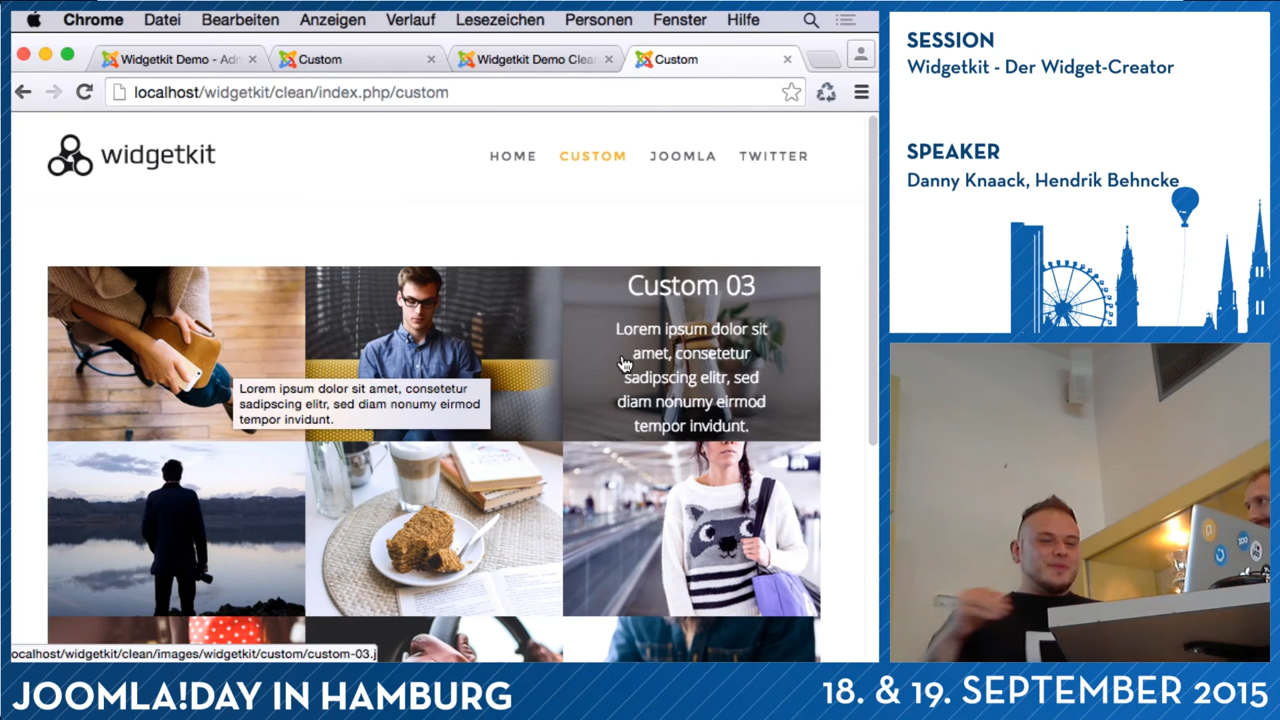 Chrome Datei Bearbeiten Anzeigen Verlauf Lesezeichen Personen Fenster Hilfe
Widgetkit Demo - Adm
Custom
Widgetkit Demo Clea
Custom
localhost/widgetkit/clean/index.php/custom
widgetkit
HOME CUSTOM JOOMLA TWITTER
Custom 03
Lorem ipsum dolor sit
amet, consetetur
sadipscing elitr, sed
diam nonumy eirmod
tempor invidunt.
Lorem ipsum dolor sit amet, consetetur
sadipscing elitr, sed diam nonumy eirmod
tempor invidunt.
ocalhost/widgetkit/clean/images/widgetkit/custom/custom-03.j
SESSION
Widgetkit - Der Widget-Creator
SPEAKER
Danny Knaack, Hendrik Behncke
JOOMLA!DAY IN HAMBURG
18. & 19. SEPTEMBER 2015